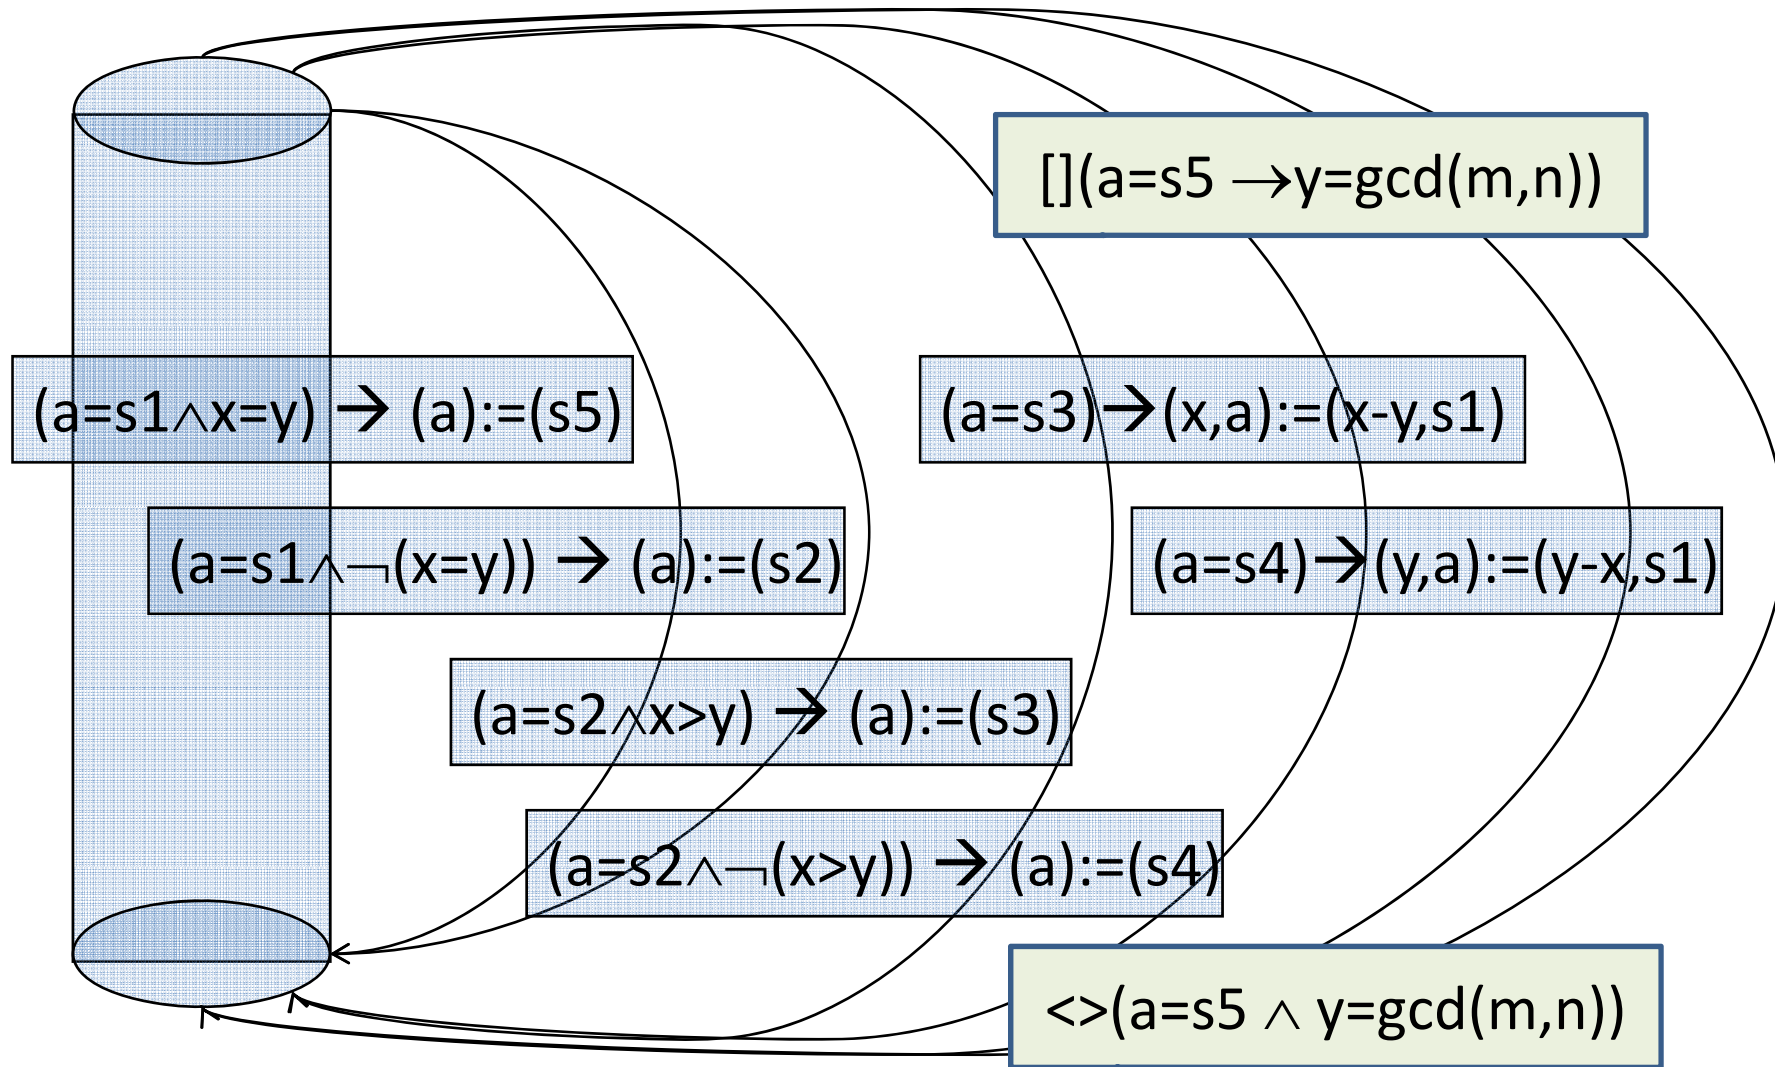 [](a=s5 →y=gcd(m,n))
(a=s1∧x=y) ➔ (a):=(s5)
(a=s3)➔(x,a):=(x-y,s1)
(a=s1∧¬(x=y)) ➔ (a):=(s2)
(a=s4)➔(y,a):=(y-x,s1)
(a=s2∧x>y) ➔ (a):=(s3)
(a=s2∧¬(x>y)) ➔ (a):=(s4)
<>(a=s5 ∧ y=gcd(m,n))